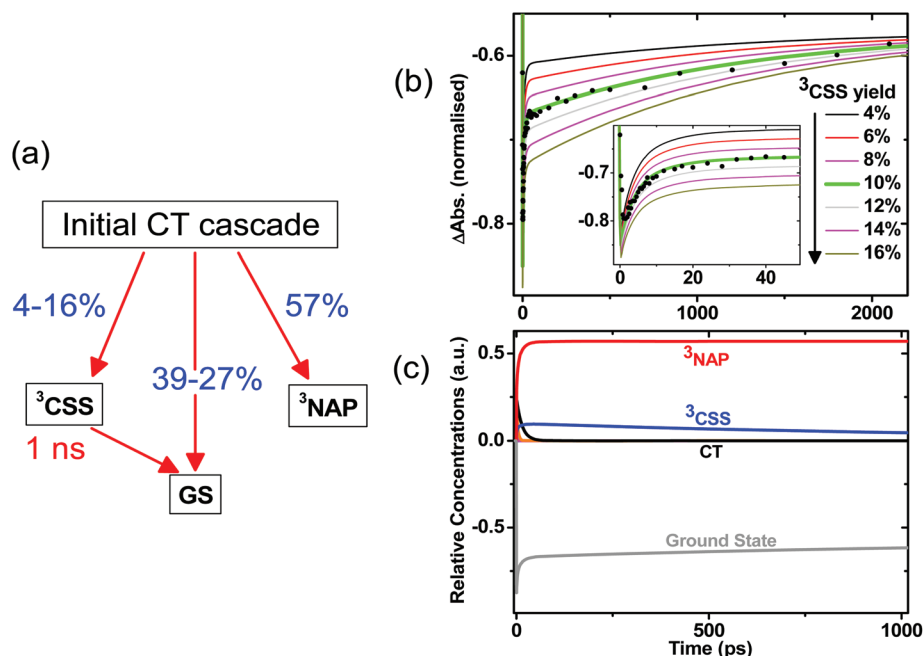 (a)
Initial CT cascade
4-16%
57%
39-27%
³CSS
³NAP
1 ns
GS
(b)
ΔAbs. (normalised)
-0.6
-0.8
0
1000
2000
-0.7
-0.8
0
20
40
³CSS yield
4%
6%
8%
10%
12%
14%
16%
(c)
Relative Concentrations (a.u.)
0.5
0.0
-0.5
³NAP
³CSS
CT
Ground State
0
500
1000
Time (ps)